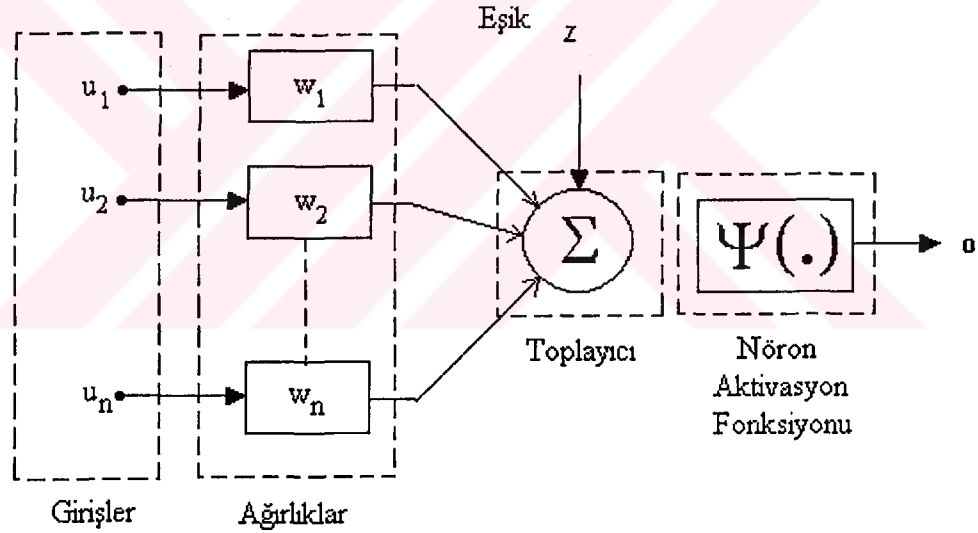 Eşik z
u1 w1
u2 w2
Σ Ψ(.) o
un wn
Toplayıcı
Nöron
Aktivasyon
Fonksiyonu
Girişler Ağırlıklar